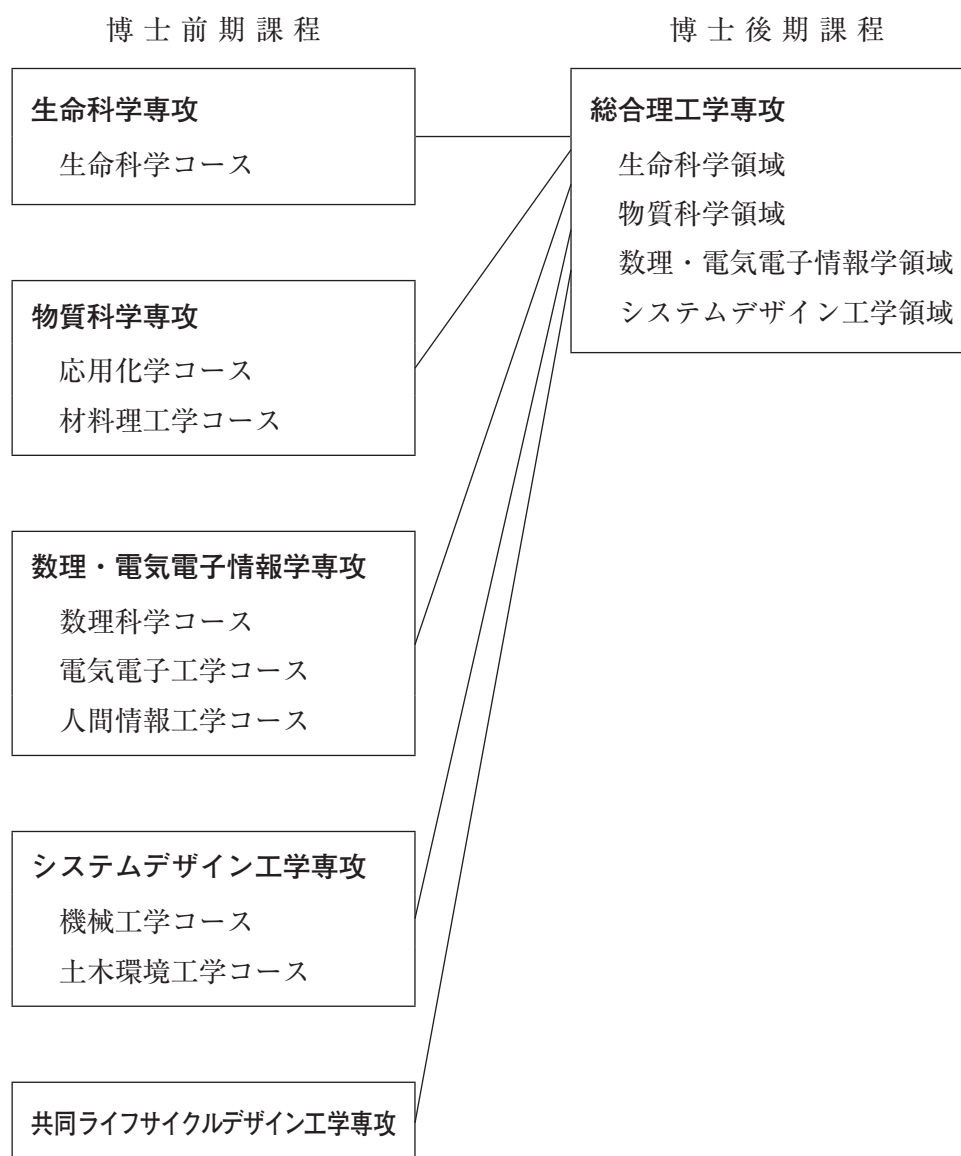 博士前期課程
博士後期課程
生命科学専攻
生命科学コース
物質科学専攻
応用化学コース
材料理工学コース
数理・電気電子情報学専攻
数理科学コース
電気電子工学コース
人間情報工学コース
システムデザイン工学専攻
機械工学コース
土木環境工学コース
共同ライフサイクルデザイン工学専攻
総合理工学専攻
生命科学領域
物質科学領域
数理・電気電子情報学領域
システムデザイン工学領域